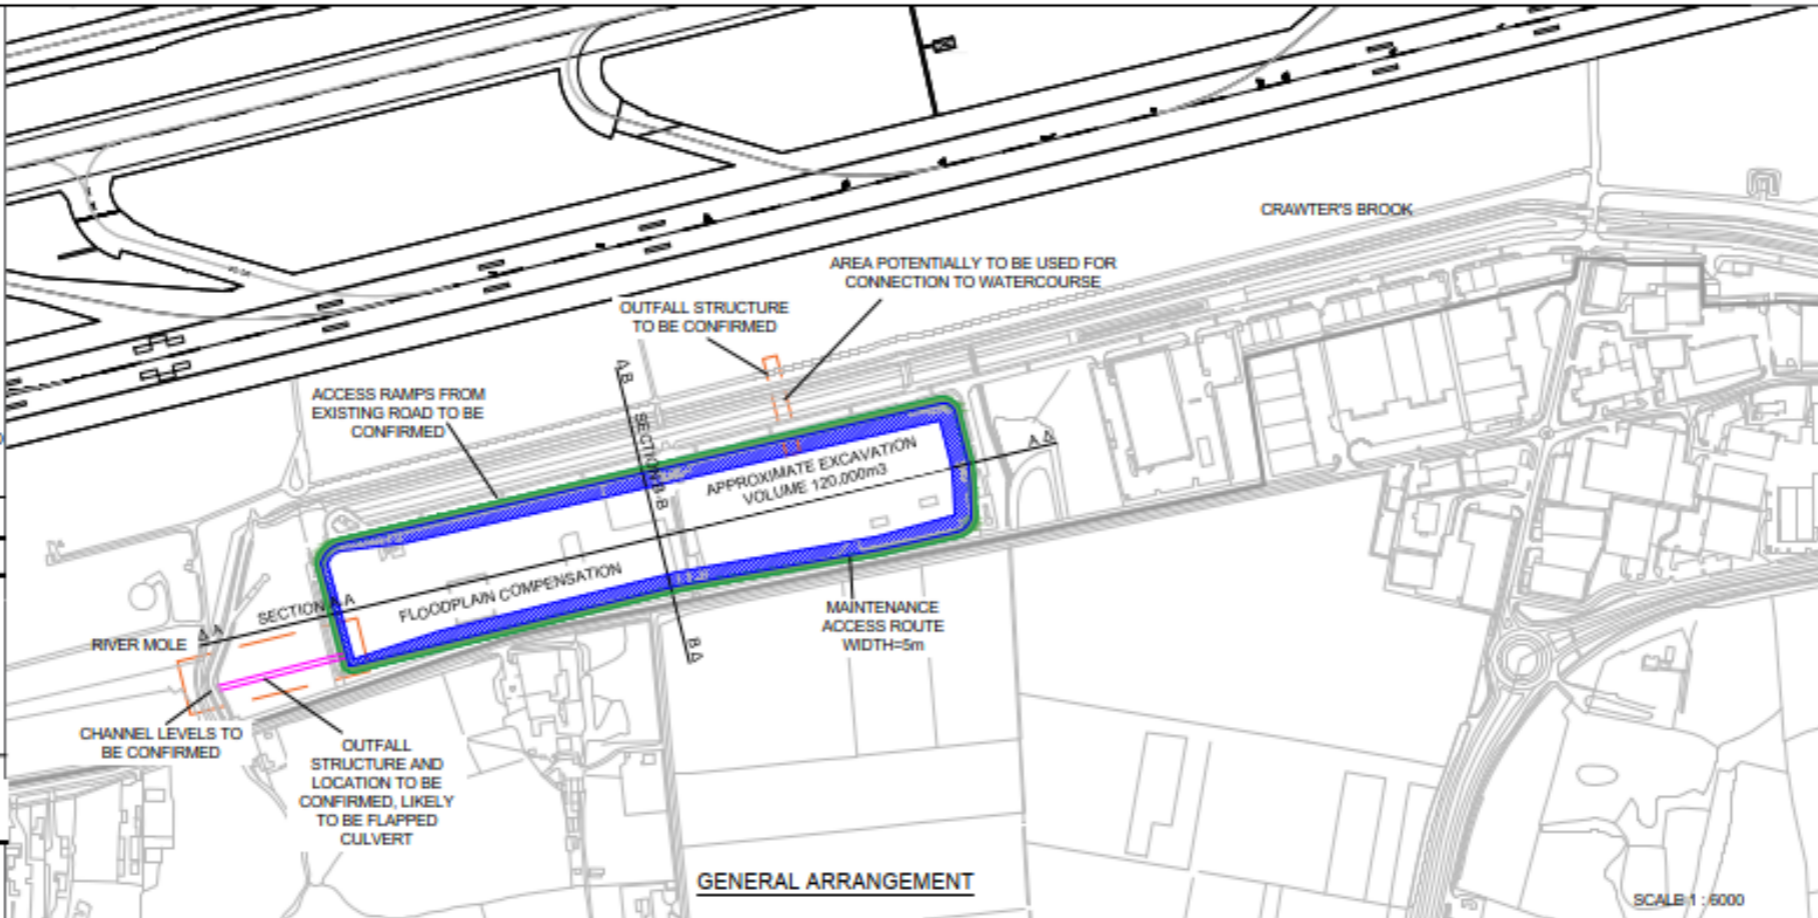 CRAWTER'S BROOK
AREA POTENTIALLY TO BE USED FOR
CONNECTION TO WATERCOURSE
OUTFALL STRUCTURE
TO BE CONFIRMED
ACCESS RAMPS FROM
EXISTING ROAD TO BE
CONFIRMED
A B
SECTION B-B
B A
APPROXIMATE EXCAVATION
VOLUME 120,000m3
A A
FLOODPLAIN COMPENSATION
SECTION A-A
A A
RIVER MOLE
MAINTENANCE
ACCESS ROUTE
WIDTH=5m
CHANNEL LEVELS TO
BE CONFIRMED
OUTFALL
STRUCTURE AND
LOCATION TO BE
CONFIRMED, LIKELY
TO BE FLAPPED
CULVERT
GENERAL ARRANGEMENT
SCALE 1 : 6000